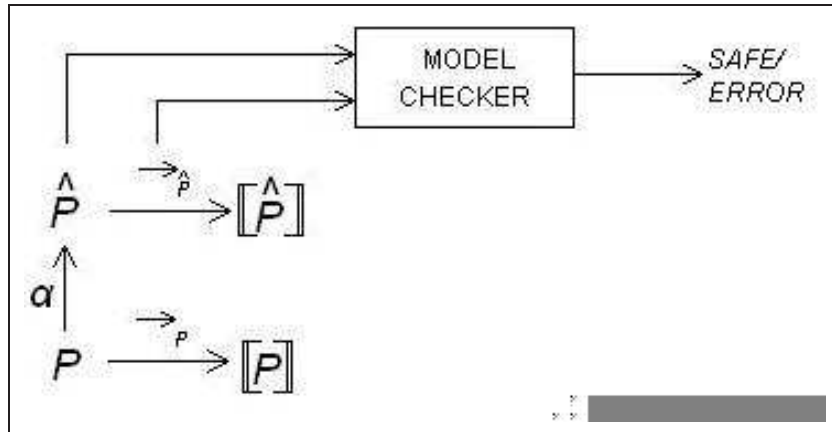 MODEL
CHECKER
SAFE/
ERROR
→P̂
P̂ ⟦P̂⟧
α
→P
P ⟦P⟧